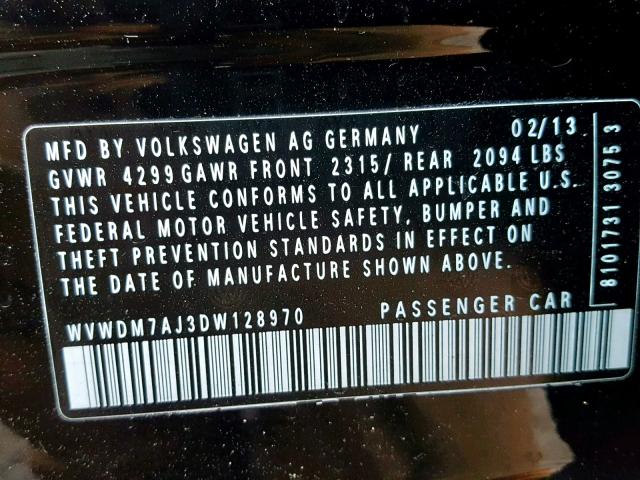 MFD BY VOLKSWAGEN AG GERMANY 02/13
GVWR 4299 GAWR FRONT 2315/ REAR 2094 LBS
THIS VEHICLE CONFORMS TO ALL APPLICABLE U.S.
FEDERAL MOTOR VEHICLE SAFETY, BUMPER AND
THEFT PREVENTION STANDARDS IN EFFECT ON
THE DATE OF MANUFACTURE SHOWN ABOVE.
WVWDM7AJ3DW128970 PASSENGER CAR
8101731 3075 3